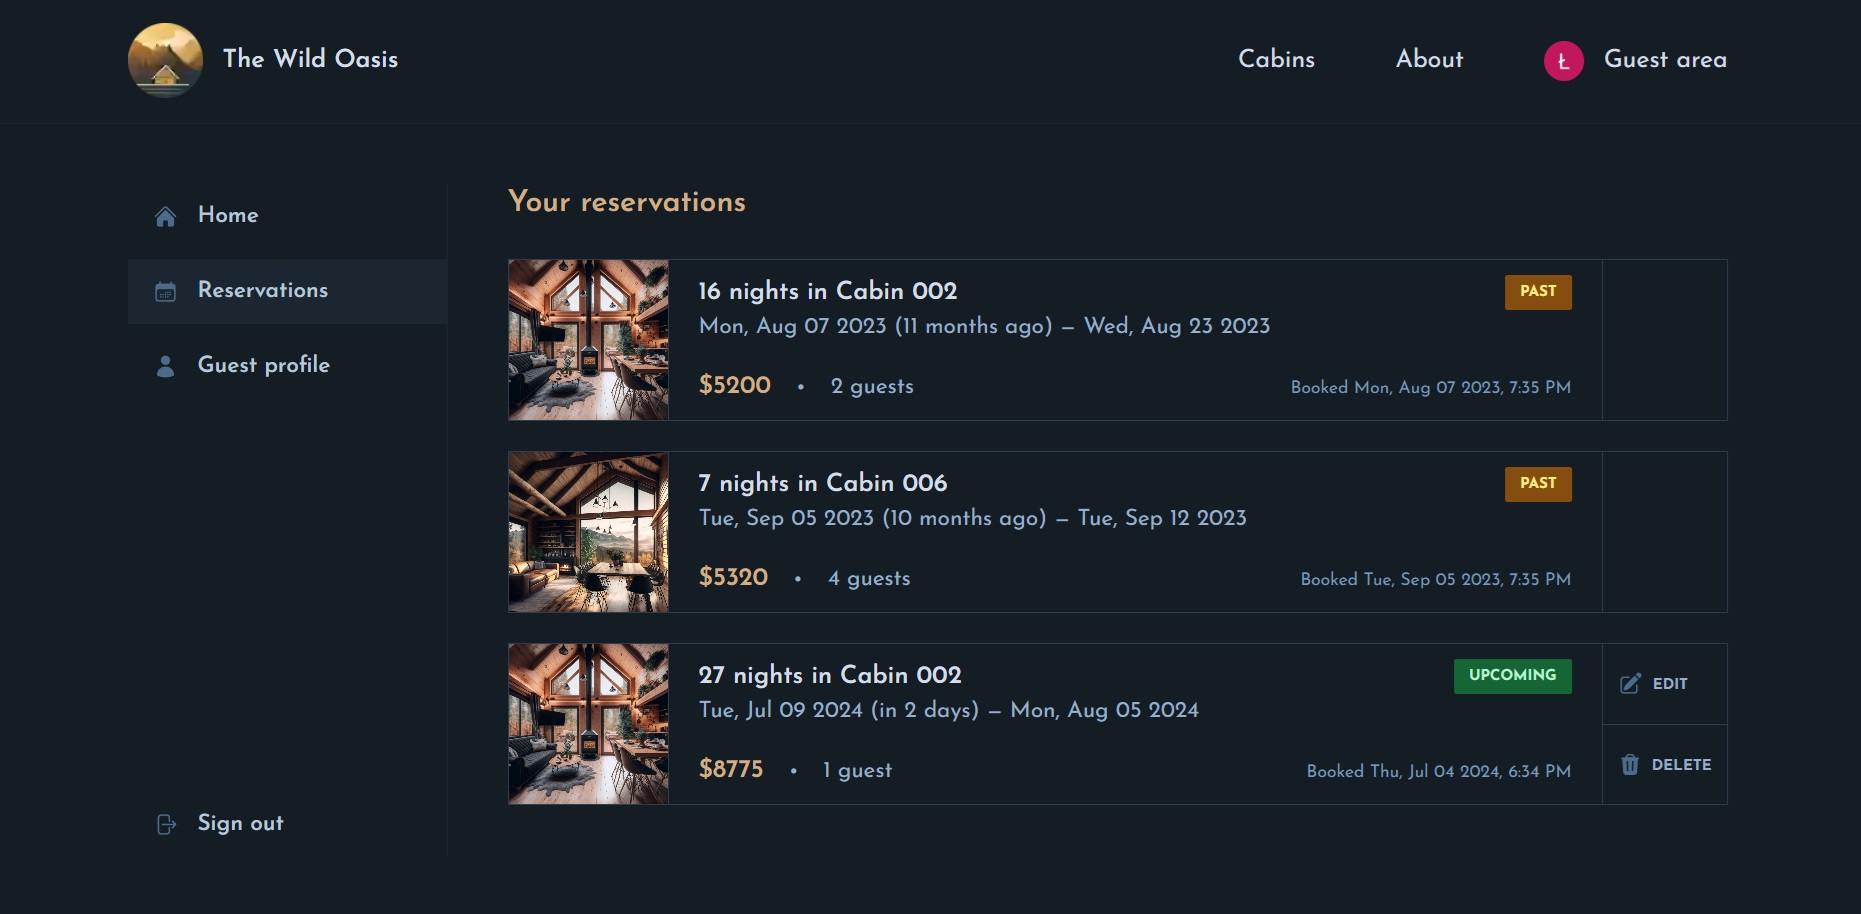 The Wild Oasis
Cabins
About
Ł
Guest area
Home
Reservations
Guest profile
Sign out
Your reservations
16 nights in Cabin 002
PAST
Mon, Aug 07 2023 (11 months ago) — Wed, Aug 23 2023
$5200 • 2 guests
Booked Mon, Aug 07 2023, 7:35 PM
7 nights in Cabin 006
PAST
Tue, Sep 05 2023 (10 months ago) — Tue, Sep 12 2023
$5320 • 4 guests
Booked Tue, Sep 05 2023, 7:35 PM
27 nights in Cabin 002
UPCOMING
Tue, Jul 09 2024 (in 2 days) — Mon, Aug 05 2024
$8775 • 1 guest
Booked Thu, Jul 04 2024, 6:34 PM
EDIT
DELETE